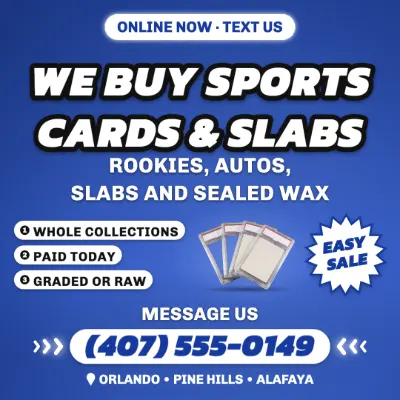 ONLINE NOW · TEXT US
WE BUY SPORTS
CARDS & SLABS
ROOKIES, AUTOS,
SLABS AND SEALED WAX
1 WHOLE COLLECTIONS
2 PAID TODAY
3 GRADED OR RAW
EASY
SALE
MESSAGE US
››› (407) 555-0149 ‹‹‹
ORLANDO • PINE HILLS • ALAFAYA